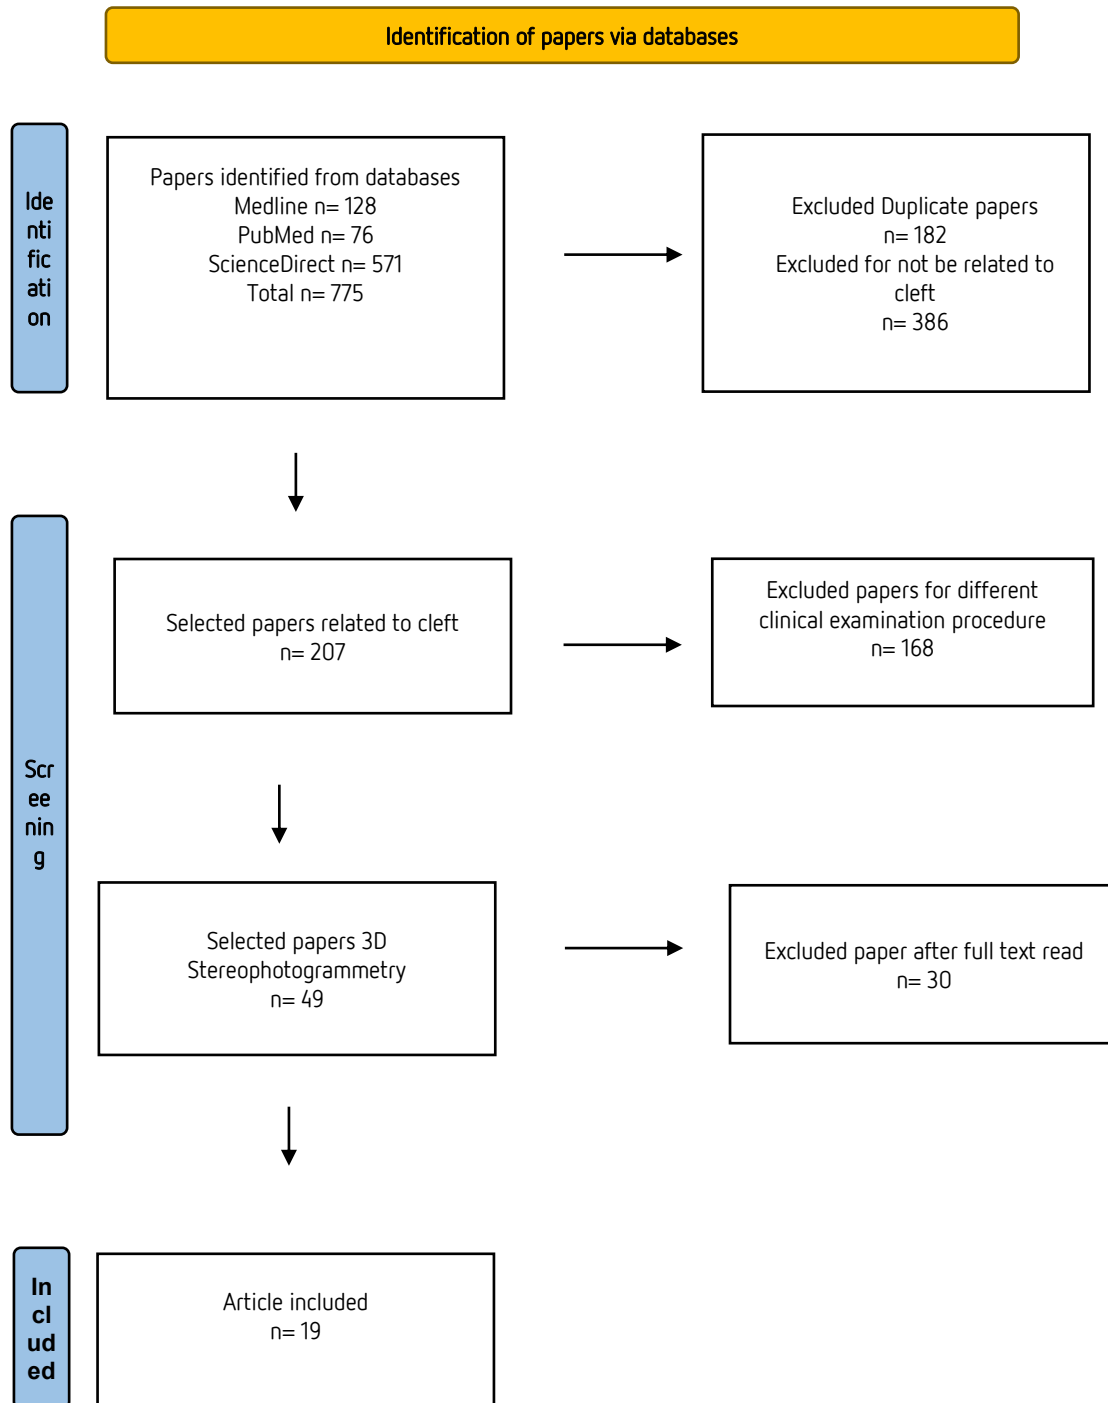 Identification of papers via databases
Ide
nti
fic
ati
on
Papers identified from databases
Medline n= 128
PubMed n= 76
ScienceDirect n= 571
Total n= 775
Excluded Duplicate papers
n= 182
Excluded for not be related to
cleft
n= 386
Scr
ee
nin
g
Selected papers related to cleft
n= 207
Excluded papers for different
clinical examination procedure
n= 168
Selected papers 3D
Stereophotogrammetry
n= 49
Excluded paper after full text read
n= 30
In
cl
ud
ed
Article included
n= 19